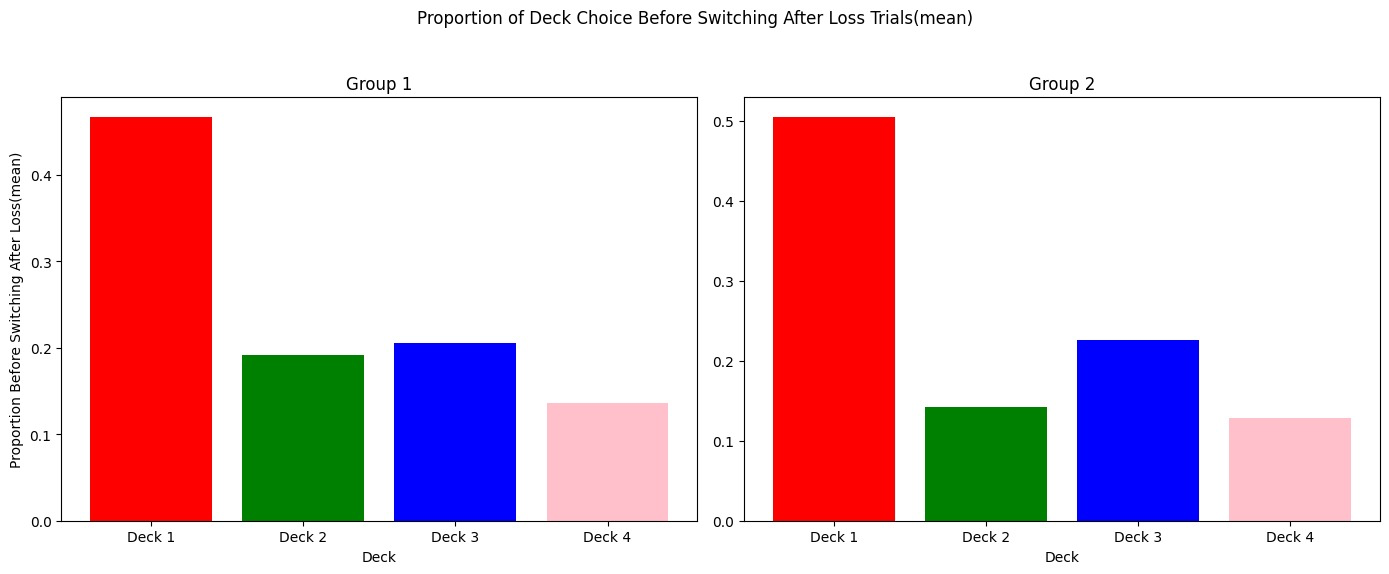 Proportion of Deck Choice Before Switching After Loss Trials(mean)
Group 1
Proportion Before Switching After Loss(mean)
0.4
0.3
0.2
0.1
0.0
Deck 1 Deck 2 Deck 3 Deck 4
Deck
Group 2
0.5
0.4
0.3
0.2
0.1
0.0
Deck 1 Deck 2 Deck 3 Deck 4
Deck